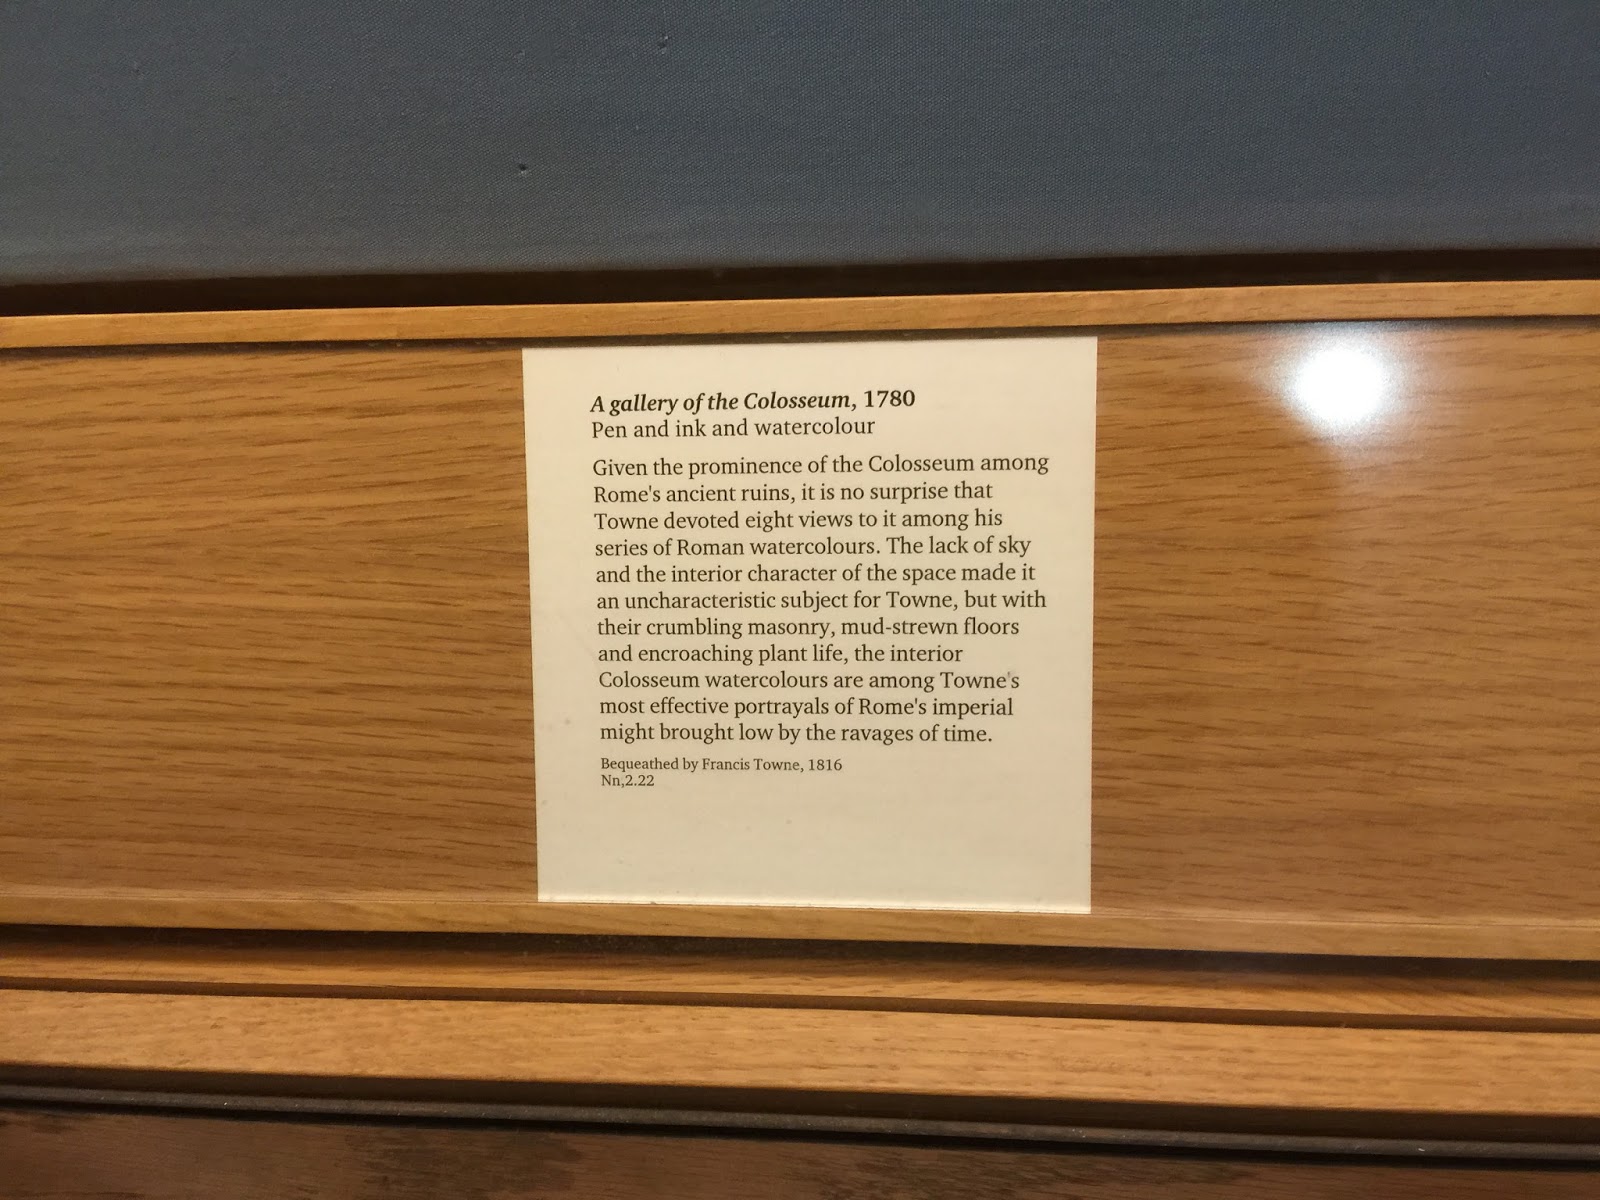 A gallery of the Colosseum, 1780
Pen and ink and watercolour
Given the prominence of the Colosseum among
Rome's ancient ruins, it is no surprise that
Towne devoted eight views to it among his
series of Roman watercolours. The lack of sky
and the interior character of the space made it
an uncharacteristic subject for Towne, but with
their crumbling masonry, mud-strewn floors
and encroaching plant life, the interior
Colosseum watercolours are among Towne's
most effective portrayals of Rome's imperial
might brought low by the ravages of time.
Bequeathed by Francis Towne, 1816
Nn,2.22